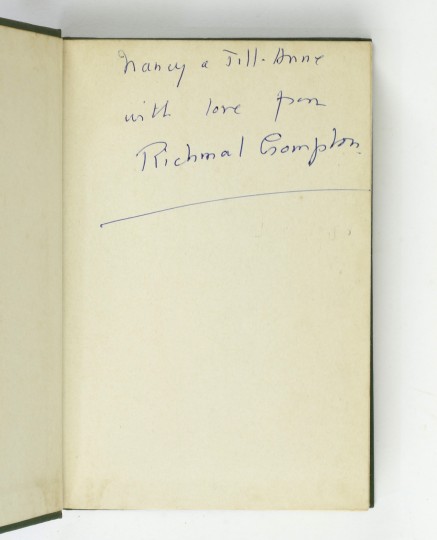 Nancy & Jill-Anne
with love from
Richmal Crompton.